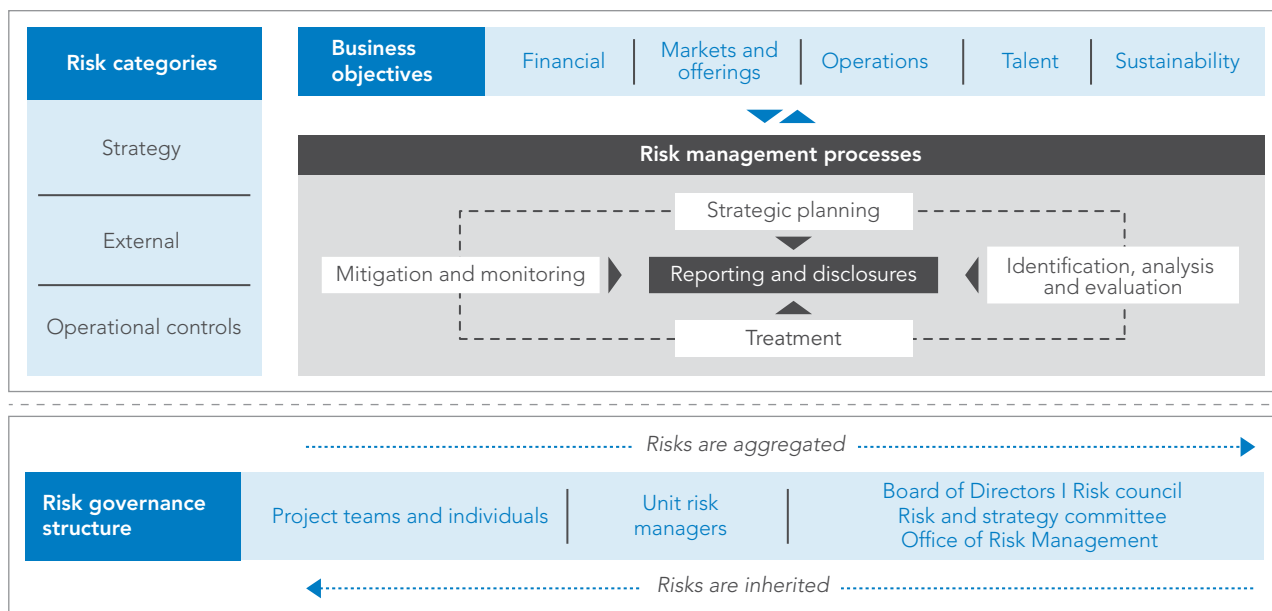 Risk categories
Strategy
External
Operational controls
Business
objectives
Financial
Markets and
offerings
Operations
Talent
Sustainability
Risk management processes
Strategic planning
Mitigation and monitoring
Reporting and disclosures
Identification, analysis
and evaluation
Treatment
Risks are aggregated
Risk governance
structure
Project teams and individuals
Unit risk
managers
Board of Directors I Risk council
Risk and strategy committee
Office of Risk Management
Risks are inherited